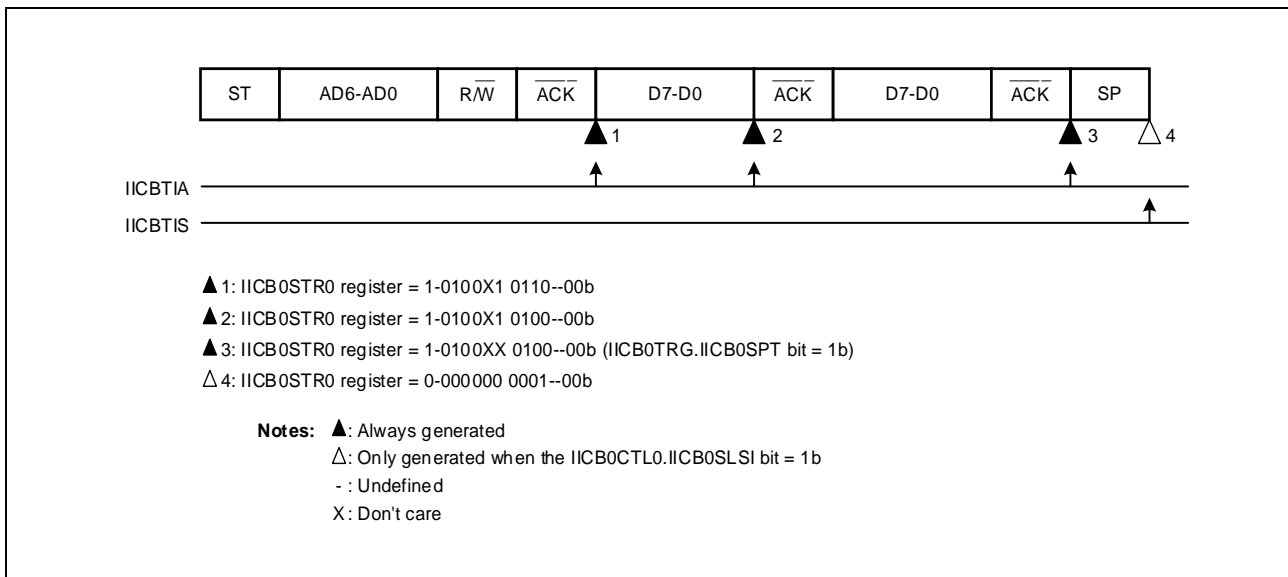 ST AD6-AD0 R/W̅ A̅C̅K̅ D7-D0 A̅C̅K̅ D7-D0 A̅C̅K̅ SP
▲ 1 ▲ 2 ▲ 3 △ 4
IICBTIA
IICBTIS
▲ 1: IICB0STR0 register = 1-0100X1 0110--00b
▲ 2: IICB0STR0 register = 1-0100X1 0100--00b
▲ 3: IICB0STR0 register = 1-0100XX 0100--00b (IICB0TRG.IICB0SPT bit = 1b)
△ 4: IICB0STR0 register = 0-000000 0001--00b
Notes: ▲: Always generated
△: Only generated when the IICB0CTL0.IICB0SLSI bit = 1b
- : Undefined
X : Don't care